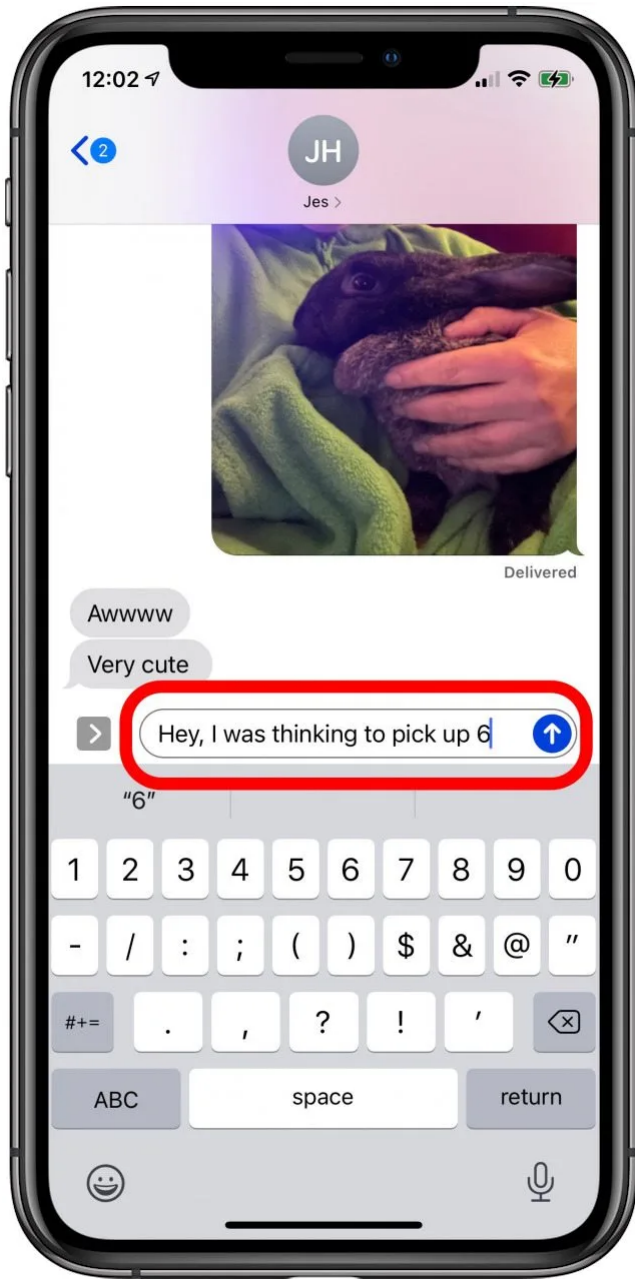 12:02
2
JH
Jes >
Delivered
Awwww
Very cute
Hey, I was thinking to pick up 6
“6”
1 2 3 4 5 6 7 8 9 0
- / : ; ( ) $ & @ "
#+= . , ? ! '
ABC space return